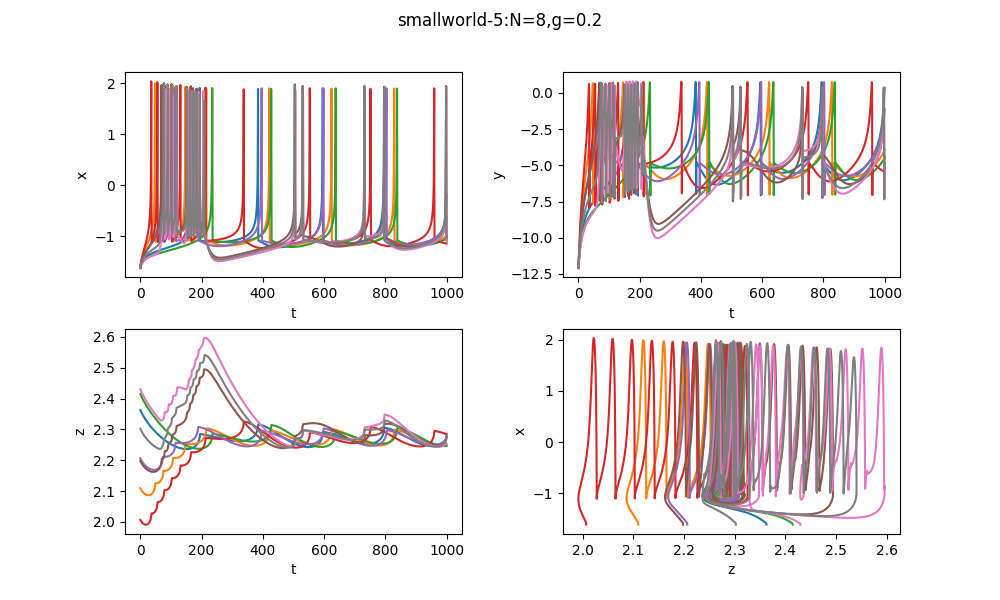 smallworld-5:N=8,g=0.2
2
1
0
−1
x
0 200 400 600 800 1000
t
0.0
−2.5
−5.0
−7.5
−10.0
−12.5
y
0 200 400 600 800 1000
t
2.6
2.5
2.4
2.3
2.2
2.1
2.0
z
0 200 400 600 800 1000
t
2
1
0
−1
x
2.0 2.1 2.2 2.3 2.4 2.5 2.6
z